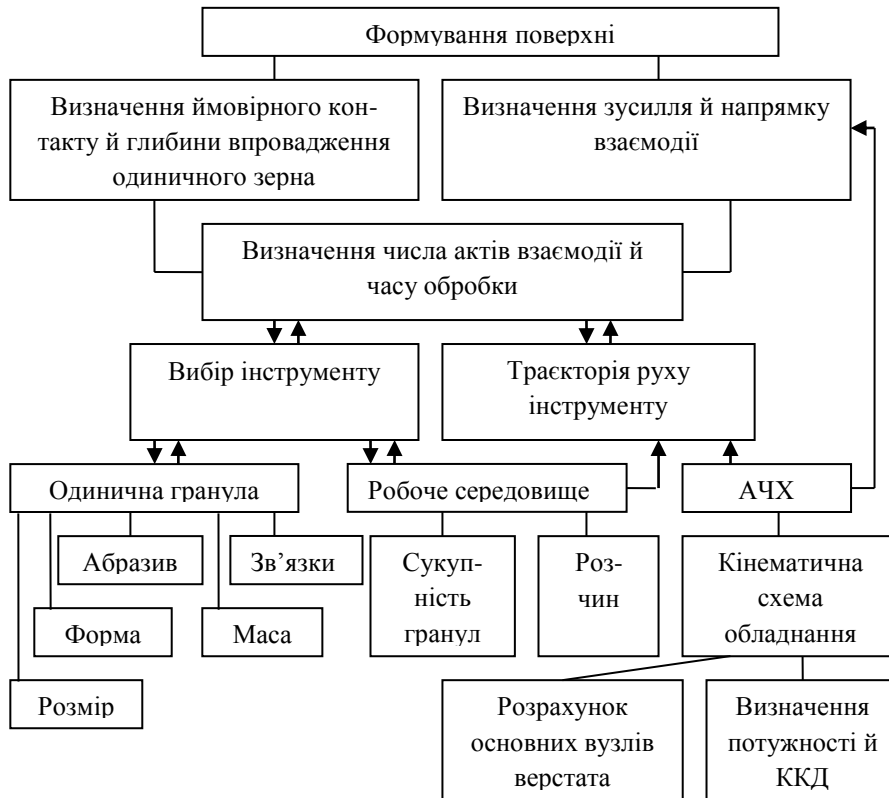 Формування поверхні
Визначення ймовірного кон-
такту й глибини впровадження
одиничного зерна
Визначення зусилля й напрямку
взаємодії
Визначення числа актів взаємодії й
часу обробки
Вибір інструменту
Траєкторія руху
інструменту
Одинична гранула
Робоче середовище
АЧХ
Абразив
Зв’язки
Форма
Маса
Розмір
Сукуп-
ність
гранул
Роз-
чин
Кінематична
схема
обладнання
Розрахунок
основних вузлів
верстата
Визначення
потужності й
ККД